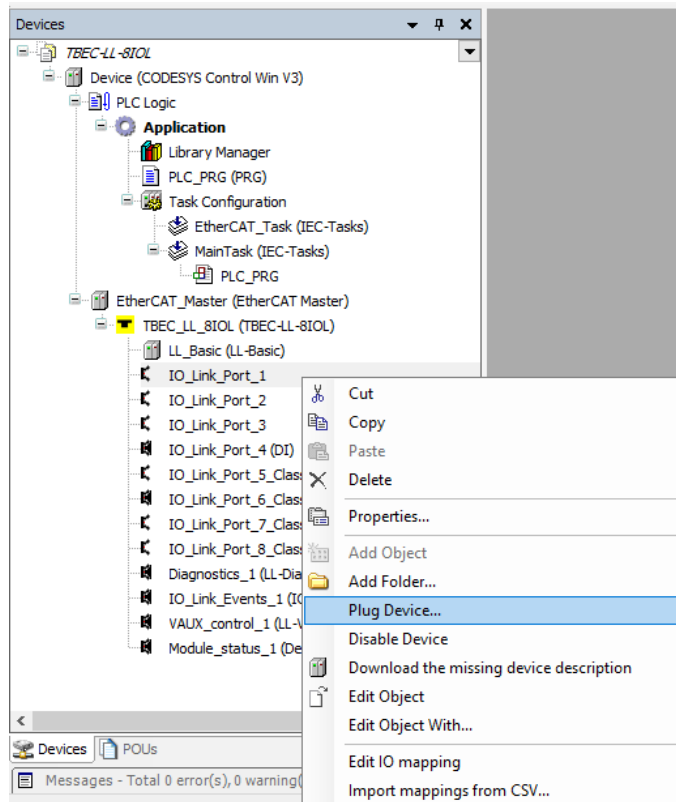 Devices
TBEC-LL-8IOL
Device (CODESYS Control Win V3)
PLC Logic
Application
Library Manager
PLC_PRG (PRG)
Task Configuration
EtherCAT_Task (IEC-Tasks)
MainTask (IEC-Tasks)
PLC_PRG
EtherCAT_Master (EtherCAT Master)
TBEC_LL_8IOL (TBEC-LL-8IOL)
LL_Basic (LL-Basic)
IO_Link_Port_1
IO_Link_Port_2
IO_Link_Port_3
IO_Link_Port_4 (DI)
IO_Link_Port_5_Clas
IO_Link_Port_6_Clas
IO_Link_Port_7_Clas
IO_Link_Port_8_Clas
Diagnostics_1 (LL-Dia
IO_Link_Events_1 (IO
VAUX_control_1 (LL-V
Module_status_1 (De
Cut
Copy
Paste
Delete
Properties...
Add Object
Add Folder...
Plug Device...
Disable Device
Download the missing device description
Edit Object
Edit Object With...
Edit IO mapping
Import mappings from CSV...
Devices
POUs
Messages - Total 0 error(s), 0 warning(